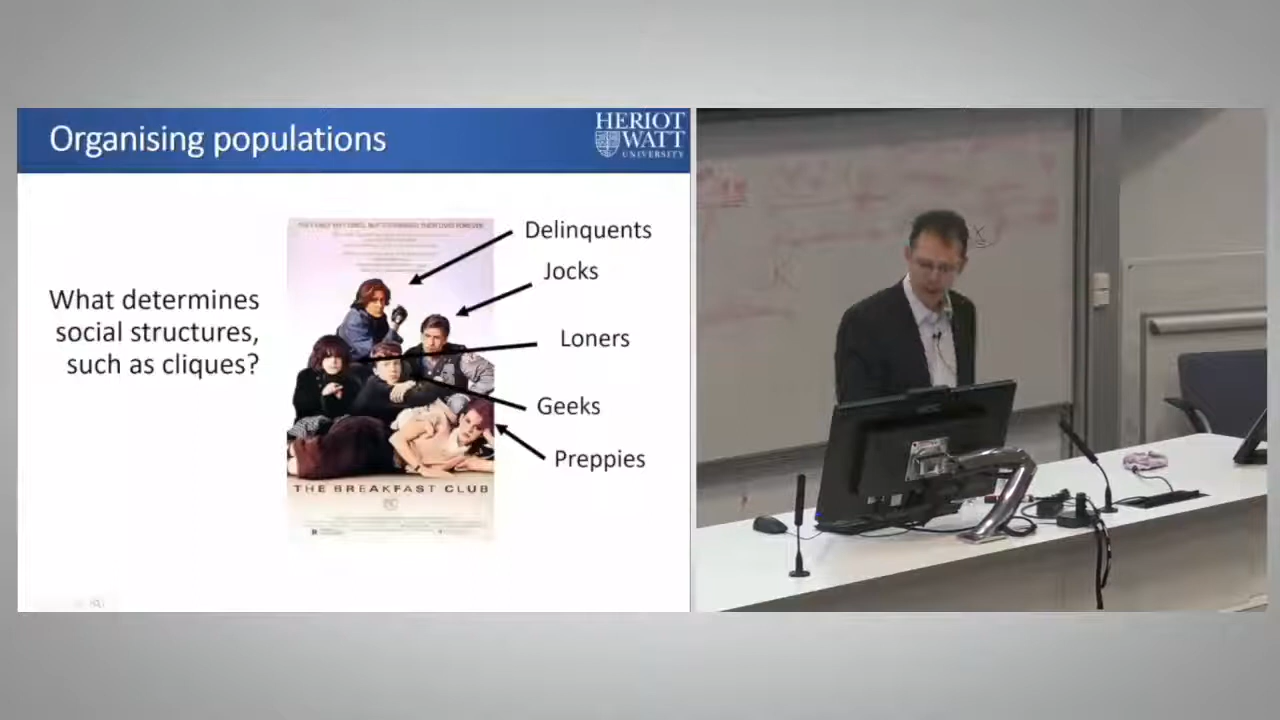 Organising populations
HERIOT
WATT
UNIVERSITY
What determines
social structures,
such as cliques?
Delinquents
Jocks
Loners
Geeks
Preppies
THE BREAKFAST CLUB